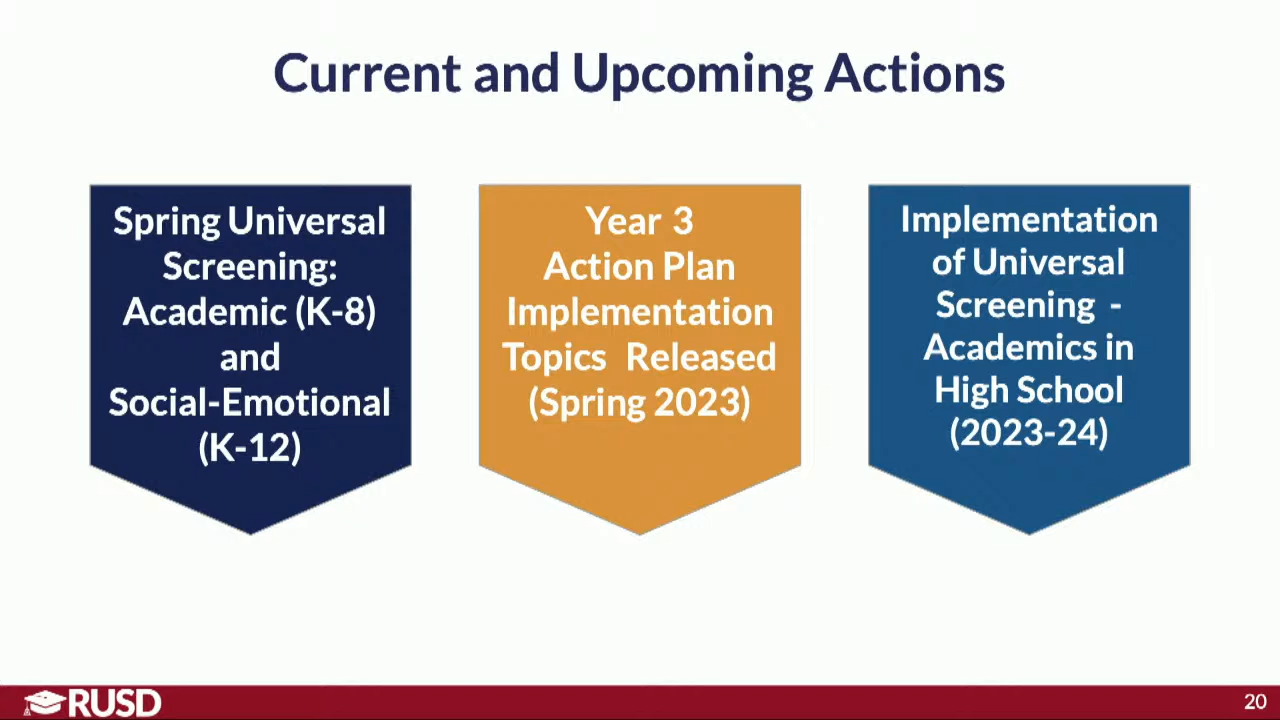 Current and Upcoming Actions
Spring Universal
Screening:
Academic (K-8)
and
Social-Emotional
(K-12)
Year 3
Action Plan
Implementation
Topics Released
(Spring 2023)
Implementation
of Universal
Screening -
Academics in
High School
(2023-24)
RUSD
20